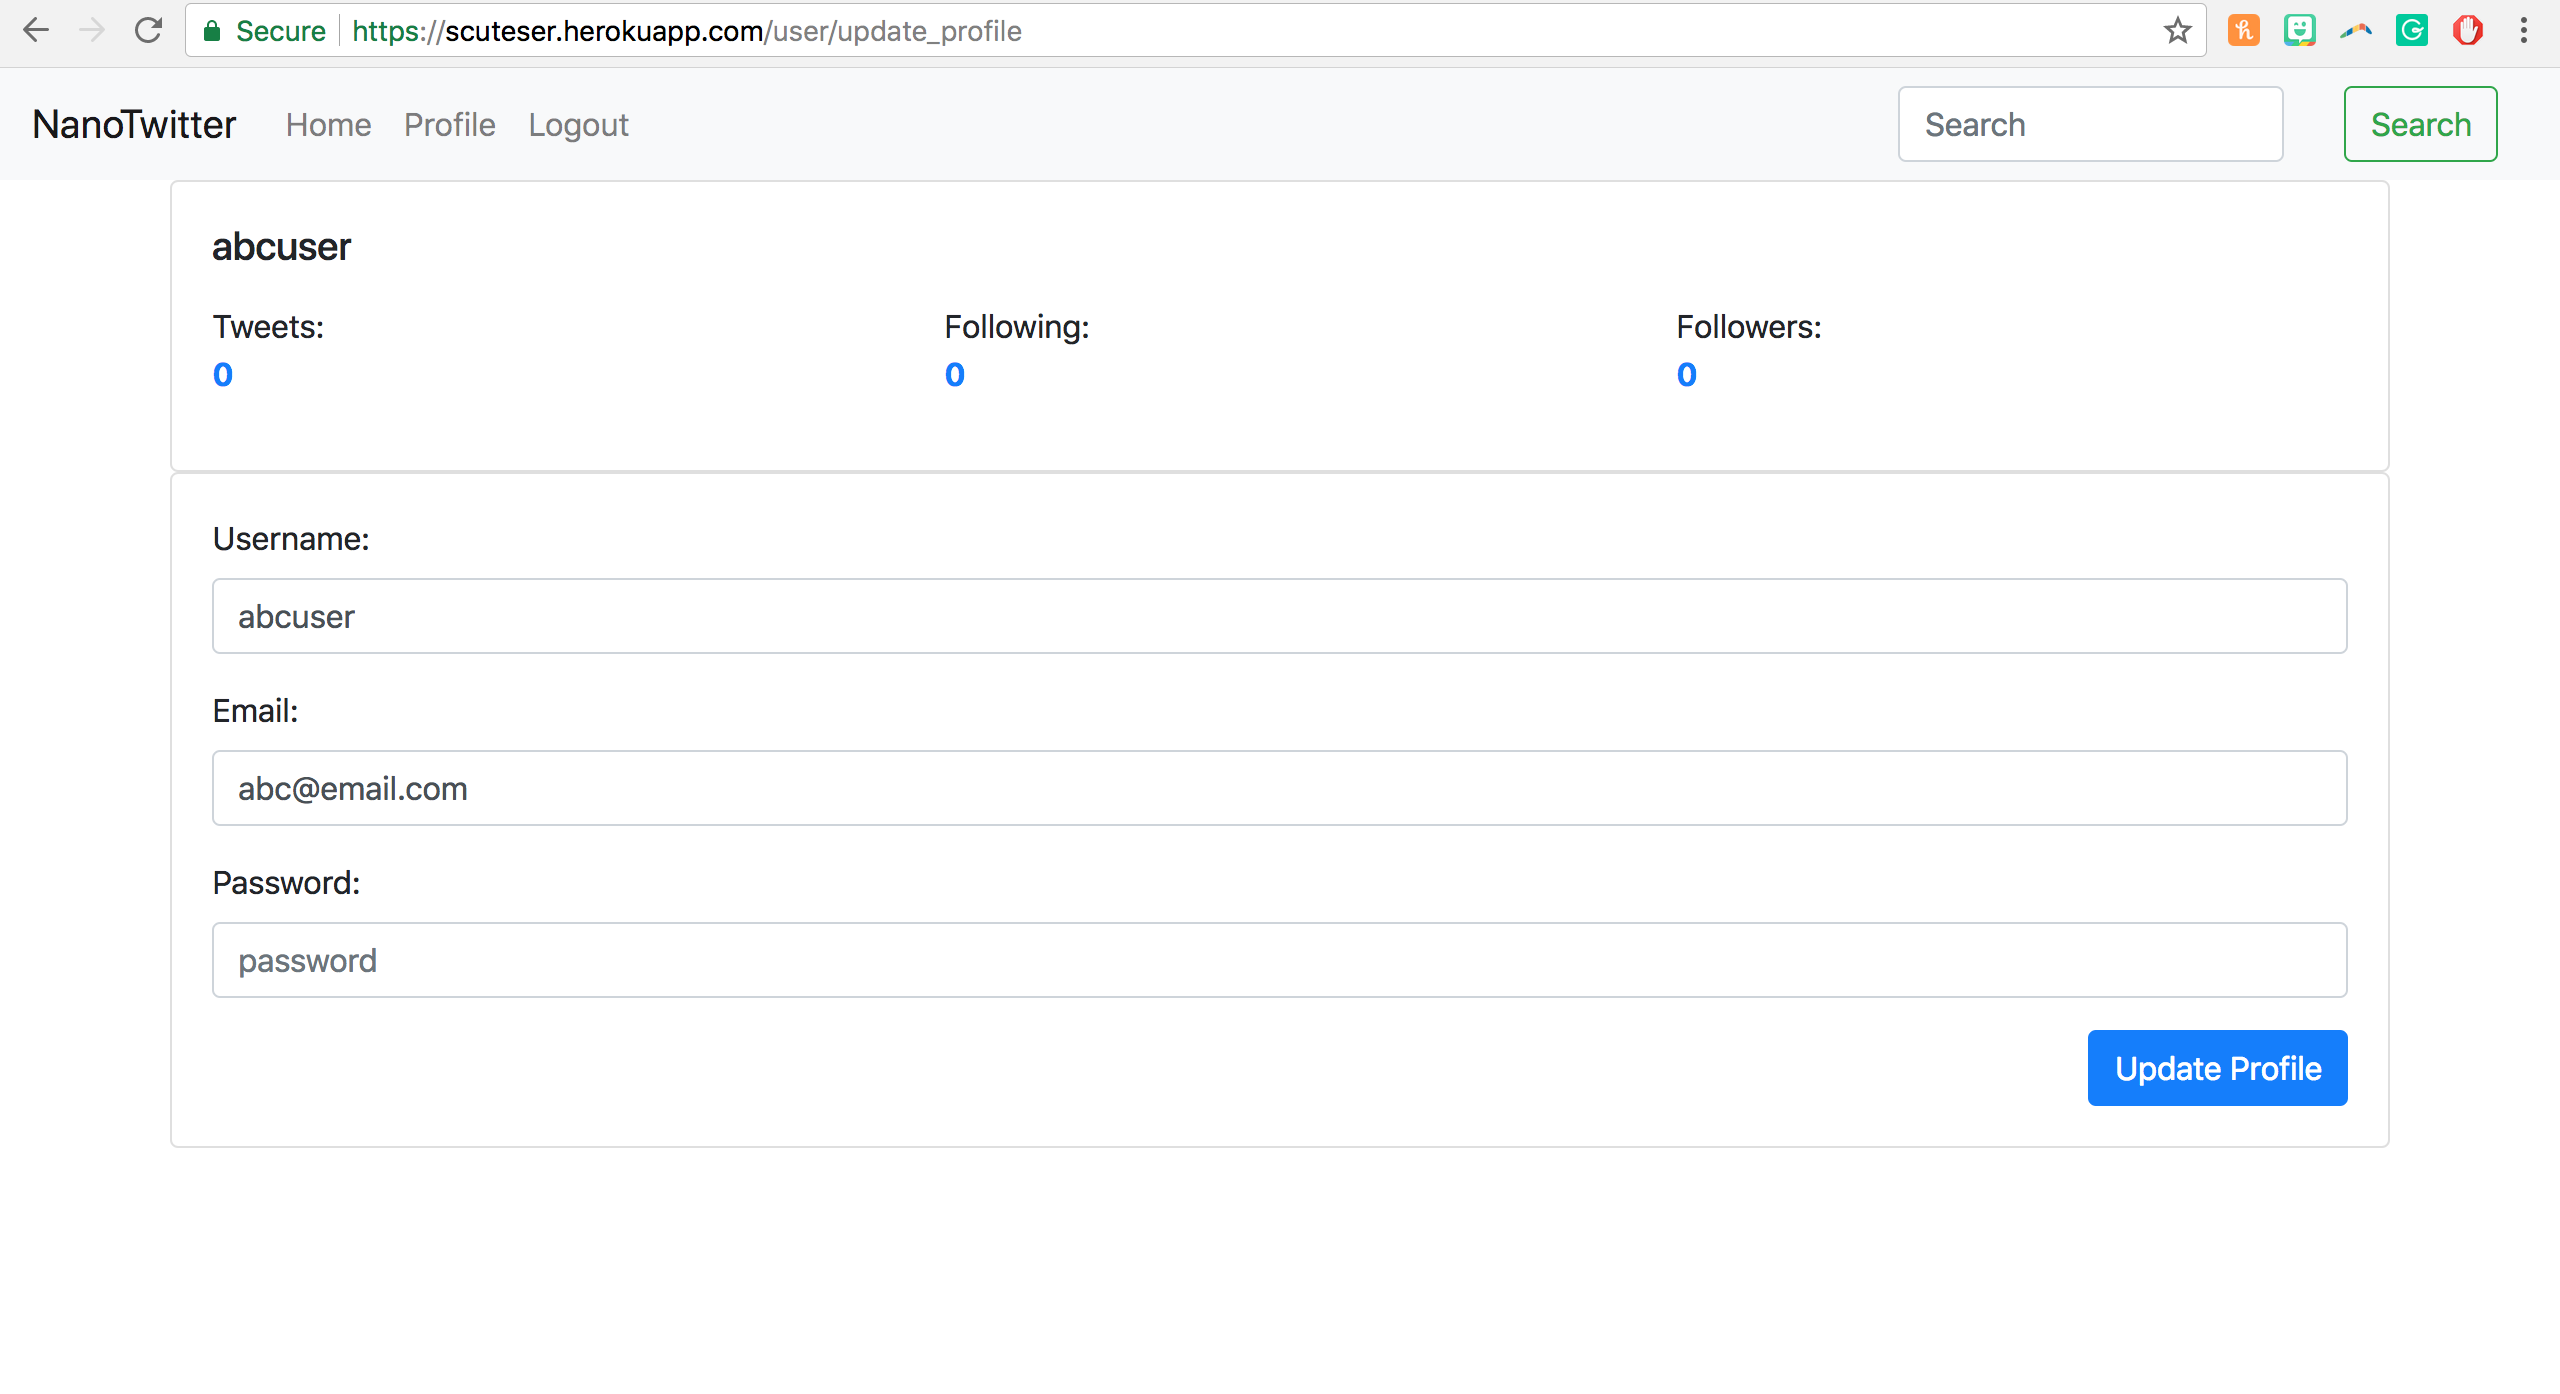 Secure https://scuteser.herokuapp.com/user/update_profile
NanoTwitter Home Profile Logout Search Search
abcuser
Tweets: Following: Followers:
0 0 0
Username:
abcuser
Email:
abc@email.com
Password:
password
Update Profile